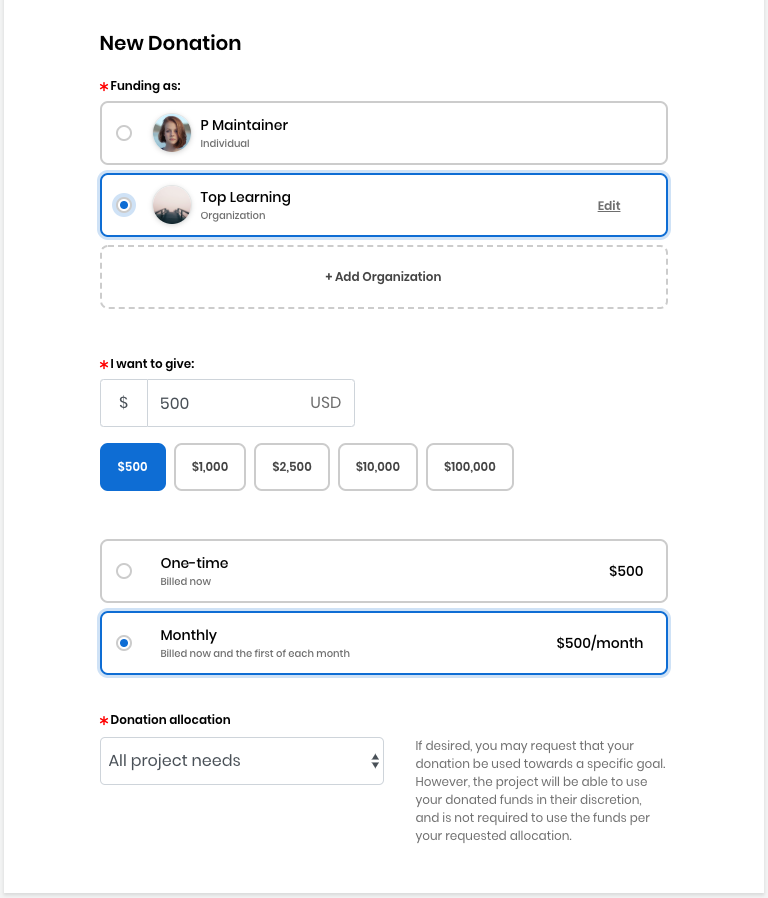 New Donation
* Funding as:
P Maintainer
Individual
Top Learning
Organization
Edit
+ Add Organization
* I want to give:
$ 500 USD
$500 $1,000 $2,500 $10,000 $100,000
One-time
Billed now
$500
Monthly
Billed now and the first of each month
$500/month
* Donation allocation
All project needs
If desired, you may request that your
donation be used towards a specific goal.
However, the project will be able to use
your donated funds in their discretion,
and is not required to use the funds per
your requested allocation.